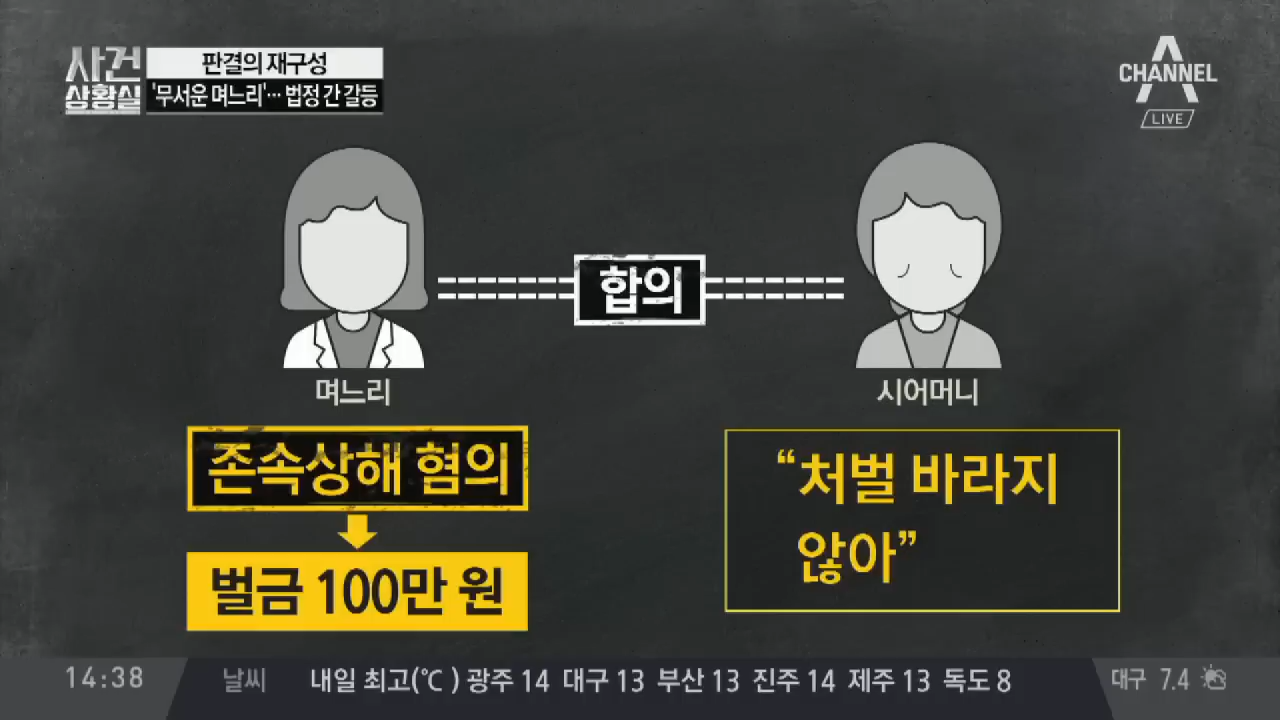 사건
상황실
판결의 재구성
'무서운 며느리'… 법정 간 갈등
CHANNEL A
LIVE
합의
며느리
시어머니
존속상해 혐의
벌금 100만 원
“처벌 바라지
않아”
14:38
날씨
내일 최고(℃) 광주 14 대구 13 부산 13 진주 14 제주 13 독도 8
대구 7.4